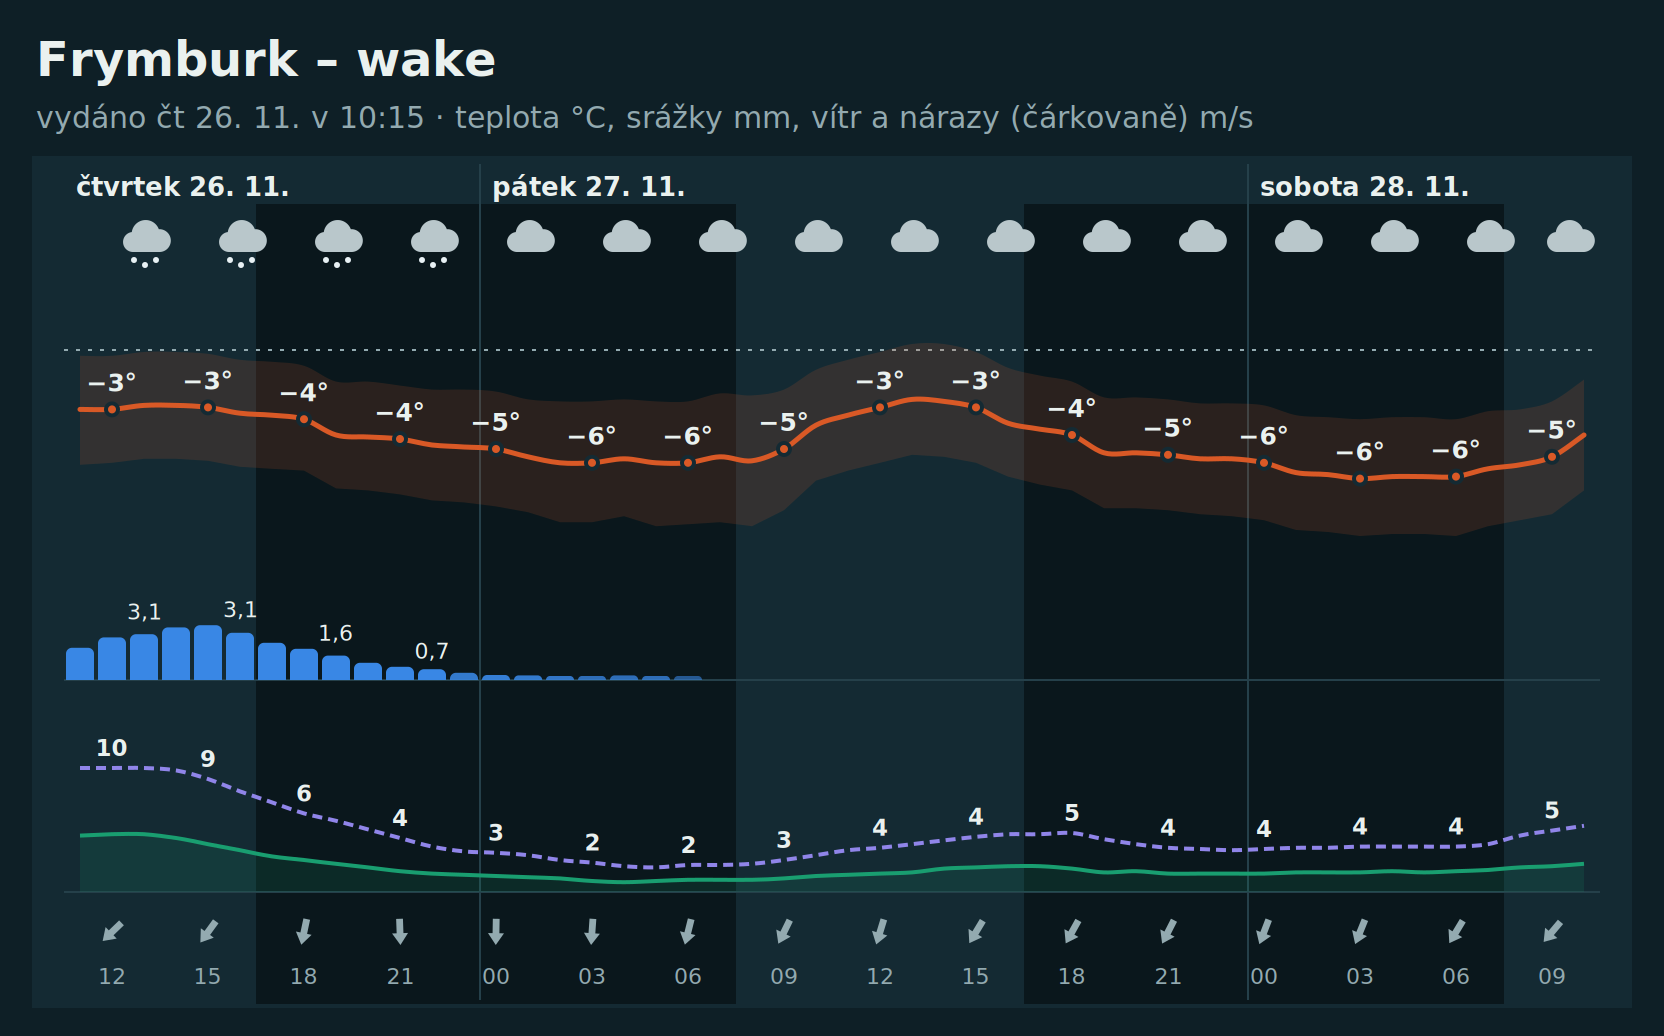 Frymburk – wake
vydáno čt 26. 11. v 10:15 · teplota °C, srážky mm, vítr a nárazy (čárkovaně) m/s
čtvrtek 26. 11. pátek 27. 11. sobota 28. 11.
−3° −3° −4° −4° −5° −6° −6° −5° −3° −3° −4° −5° −6° −6° −6° −5°
3,1 3,1 1,6 0,7
10 9 6 4 3 2 2 3 4 4 5 4 4 4 4 5
12 15 18 21 00 03 06 09 12 15 18 21 00 03 06 09